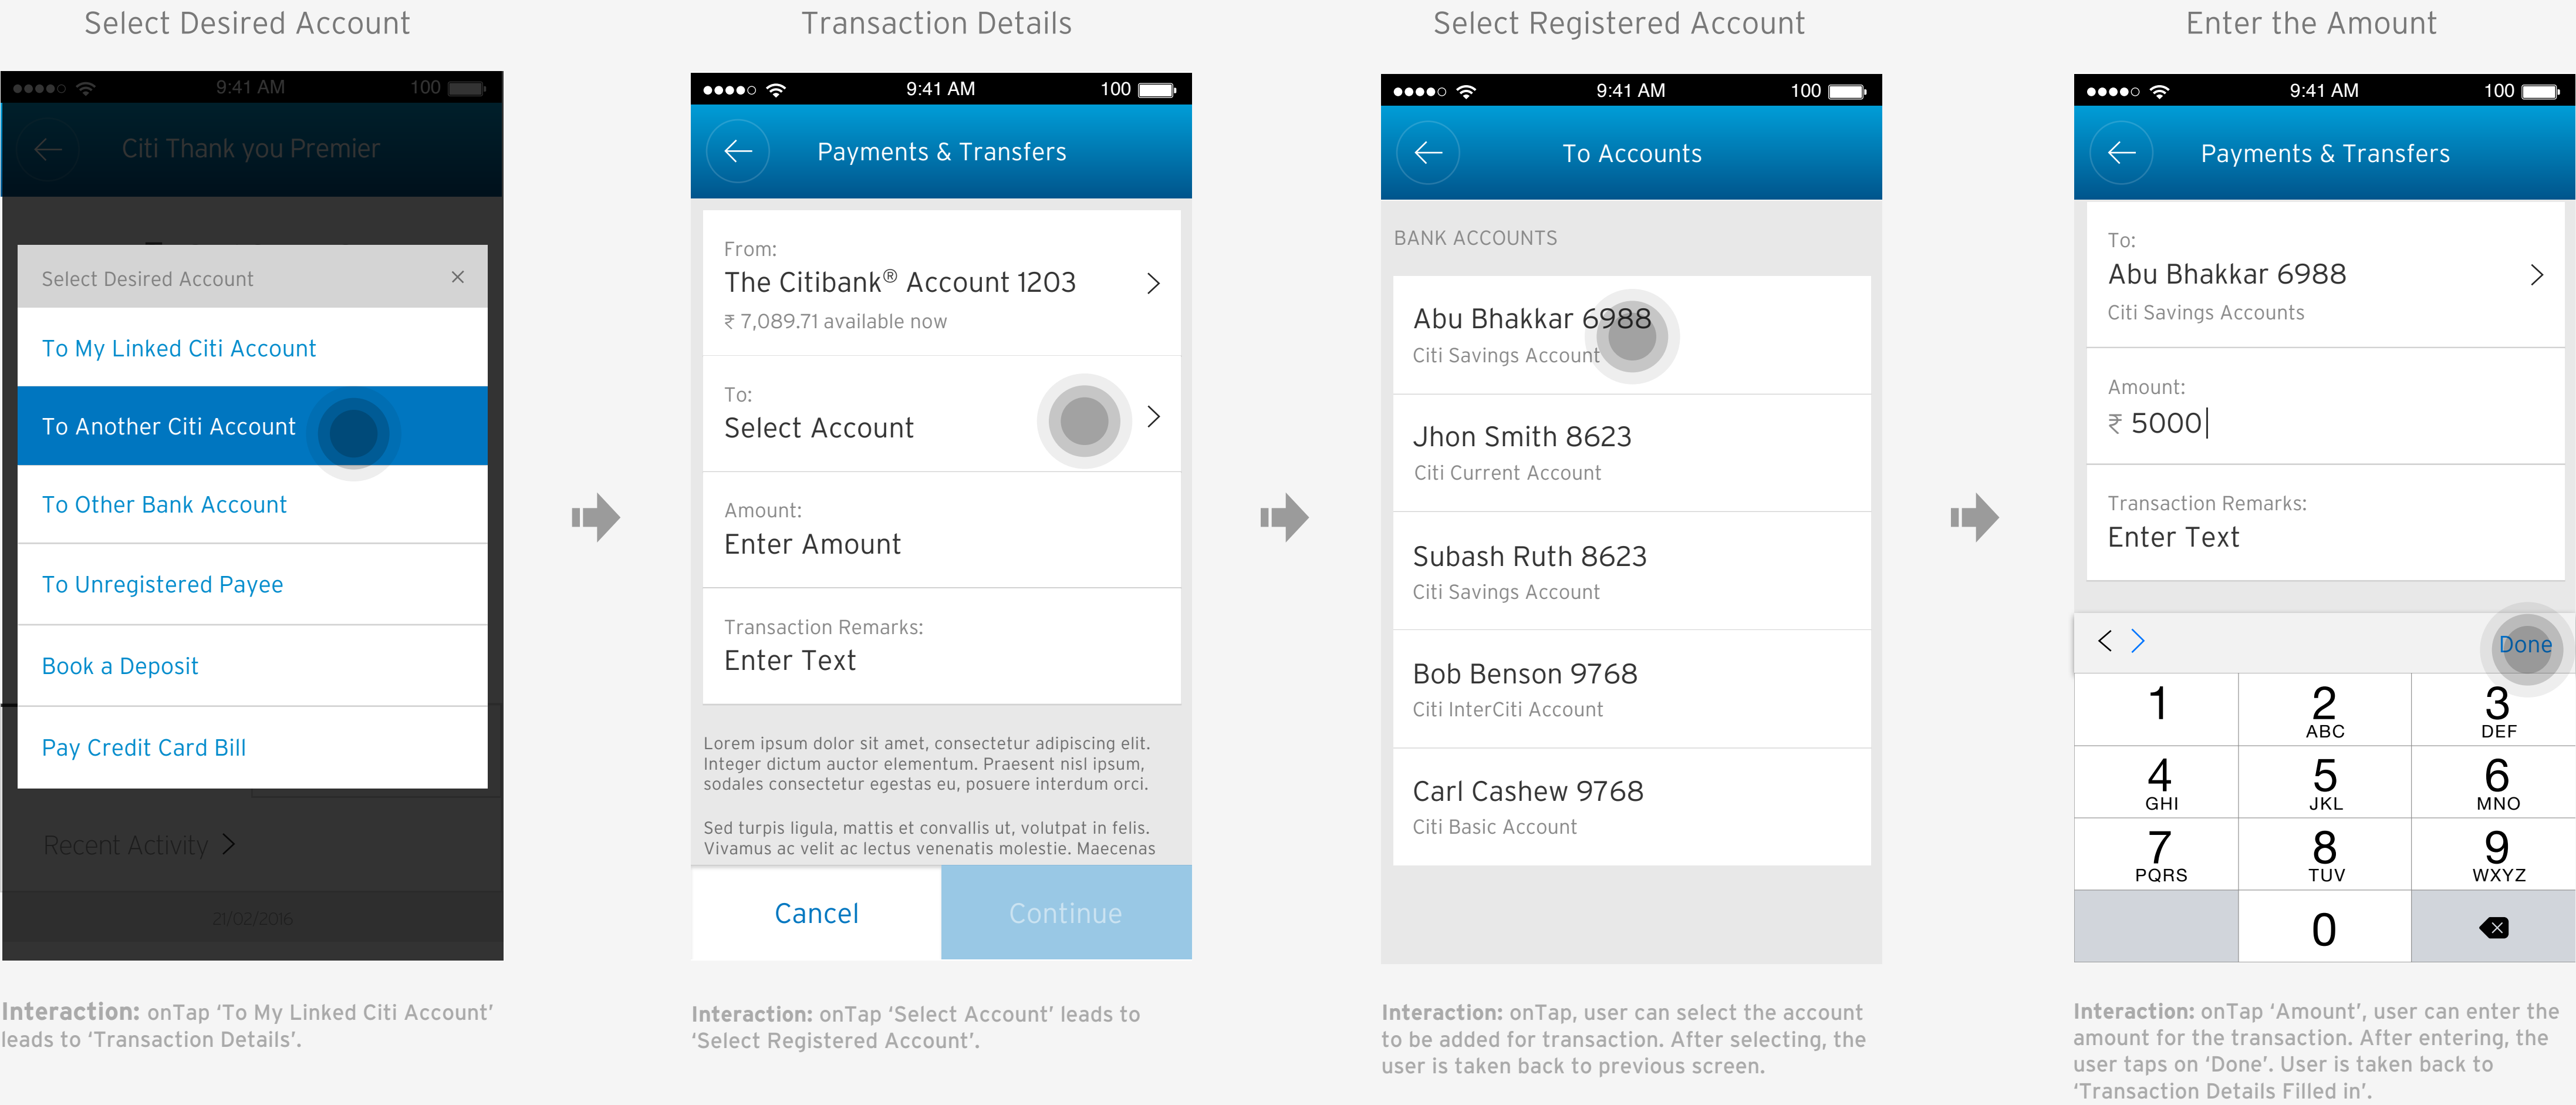 Select Desired Account
9:41 AM
100
Citi Thank you Premier
Select Desired Account
To My Linked Citi Account
To Another Citi Account
To Other Bank Account
To Unregistered Payee
Book a Deposit
Pay Credit Card Bill
Recent Activity
21/02/2016
Interaction: onTap ‘To My Linked Citi Account’
leads to ‘Transaction Details’.
Transaction Details
9:41 AM
100
Payments & Transfers
From:
The Citibank® Account 1203
₹ 7,089.71 available now
To:
Select Account
Amount:
Enter Amount
Transaction Remarks:
Enter Text
Lorem ipsum dolor sit amet, consectetur adipiscing elit.
Integer dictum auctor elementum. Praesent nisl ipsum,
sodales consectetur egestas eu, posuere interdum orci.
Sed turpis ligula, mattis et convallis ut, volutpat in felis.
Vivamus ac velit ac lectus venenatis molestie. Maecenas
Cancel
Continue
Interaction: onTap ‘Select Account’ leads to
‘Select Registered Account’.
Select Registered Account
9:41 AM
100
To Accounts
BANK ACCOUNTS
Abu Bhakkar 6988
Citi Savings Account
Jhon Smith 8623
Citi Current Account
Subash Ruth 8623
Citi Savings Account
Bob Benson 9768
Citi InterCiti Account
Carl Cashew 9768
Citi Basic Account
Interaction: onTap, user can select the account
to be added for transaction. After selecting, the
user is taken back to previous screen.
Enter the Amount
9:41 AM
100
Payments & Transfers
To:
Abu Bhakkar 6988
Citi Savings Accounts
Amount:
₹ 5000
Transaction Remarks:
Enter Text
Done
1 2 3
ABC DEF
4 5 6
GHI JKL MNO
7 8 9
PQRS TUV WXYZ
0
Interaction: onTap ‘Amount’, user can enter the
amount for the transaction. After entering, the
user taps on ‘Done’. User is taken back to
‘Transaction Details Filled in’.